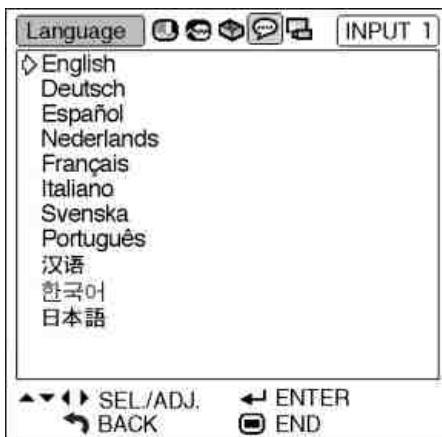 Language INPUT 1
English
Deutsch
Español
Nederlands
Français
Italiano
Svenska
Português
汉语
한국어
日本語
SEL./ADJ. ENTER
BACK END